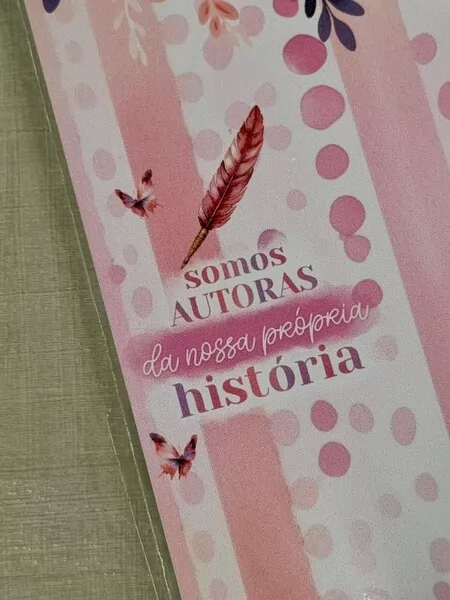 somos
AUTORAS
da nossa própria
história